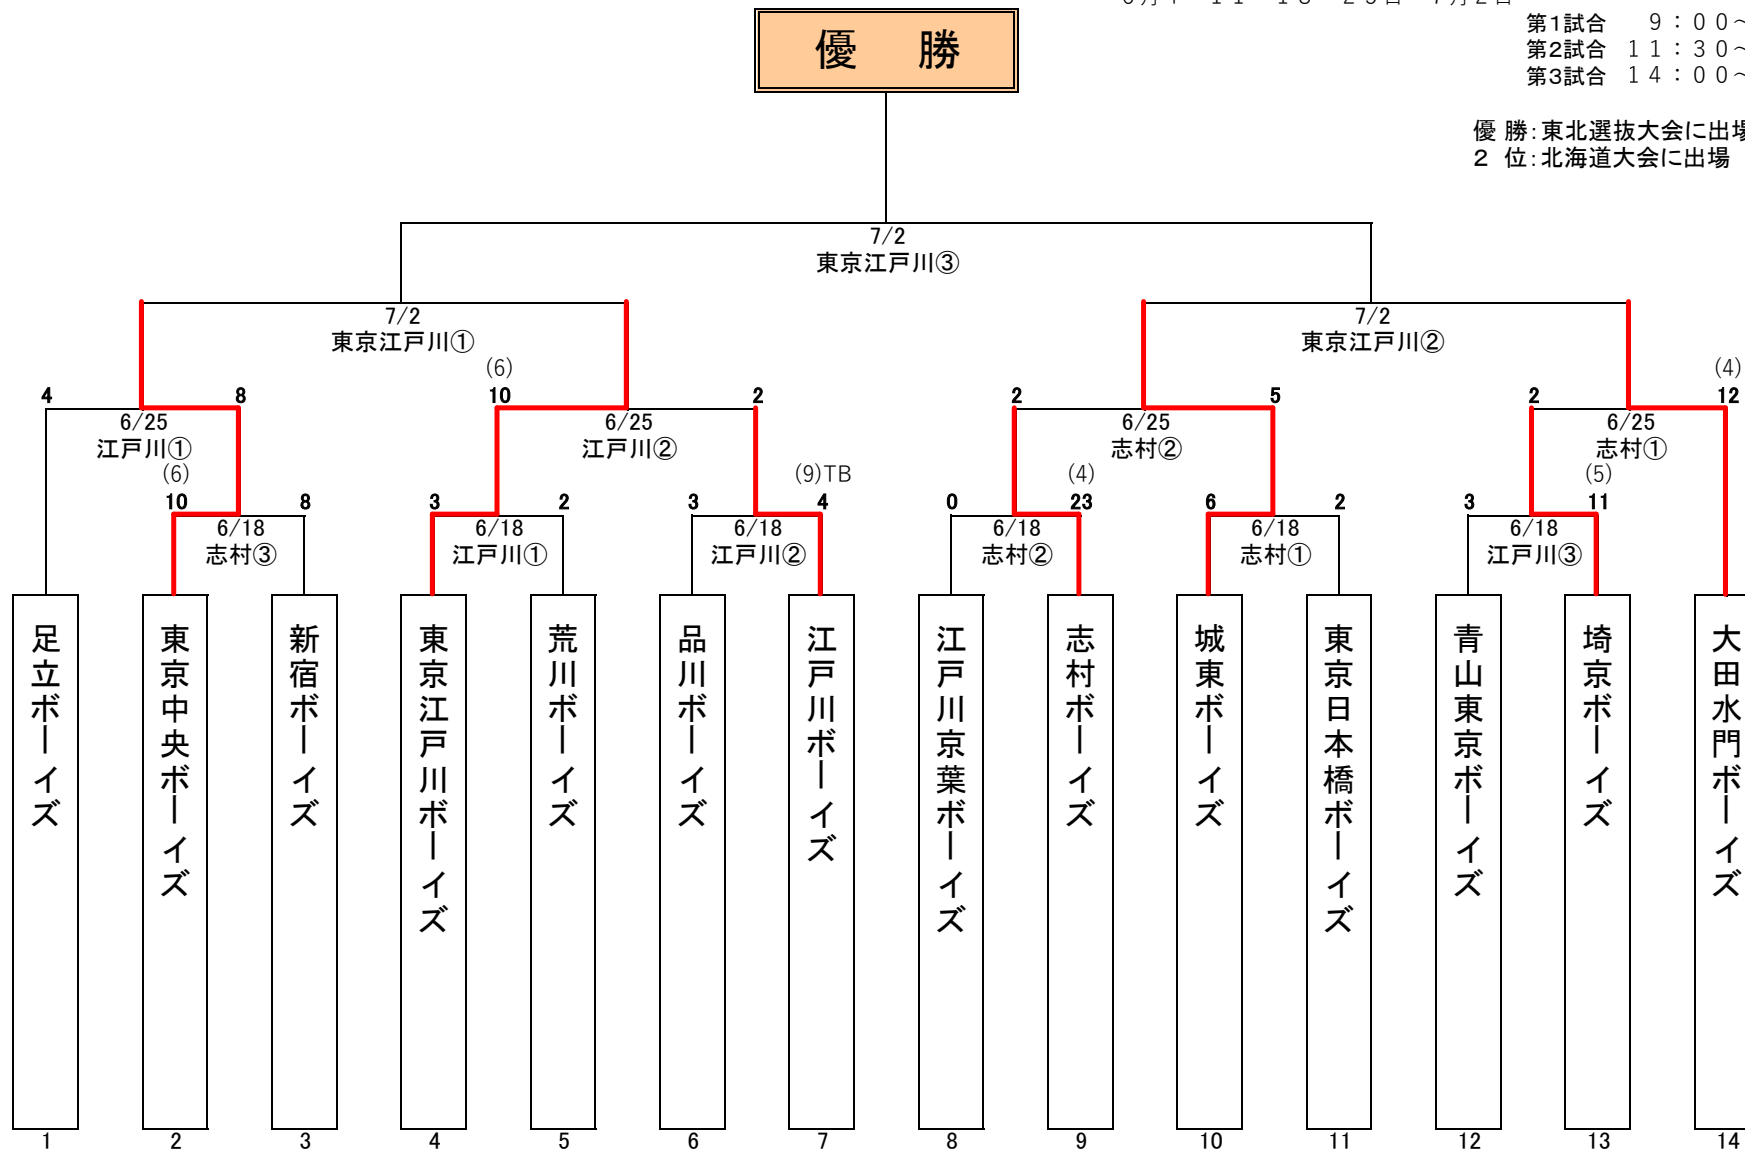 優 勝
第1試合 9:00～
第2試合 11:30～
第3試合 14:00～
優 勝:東北選抜大会に出場
2 位:北海道大会に出場
7/2
東京江戸川③
7/2
東京江戸川①
7/2
東京江戸川②
(6)
(4)
4 8 10 2 2 5 2 12
6/25 6/25 6/25 6/25
江戸川① 江戸川② 志村② 志村①
(6) (9)TB (4) (5)
10 8 3 2 3 4 0 23 6 2 3 11
6/18 6/18 6/18 6/18 6/18 6/18
志村③ 江戸川① 江戸川② 志村② 志村① 江戸川③
足立ボーイズ
東京中央ボーイズ
新宿ボーイズ
東京江戸川ボーイズ
荒川ボーイズ
品川ボーイズ
江戸川ボーイズ
江戸川京葉ボーイズ
志村ボーイズ
城東ボーイズ
東京日本橋ボーイズ
青山東京ボーイズ
埼京ボーイズ
大田水門ボーイズ
1 2 3 4 5 6 7 8 9 10 11 12 13 14